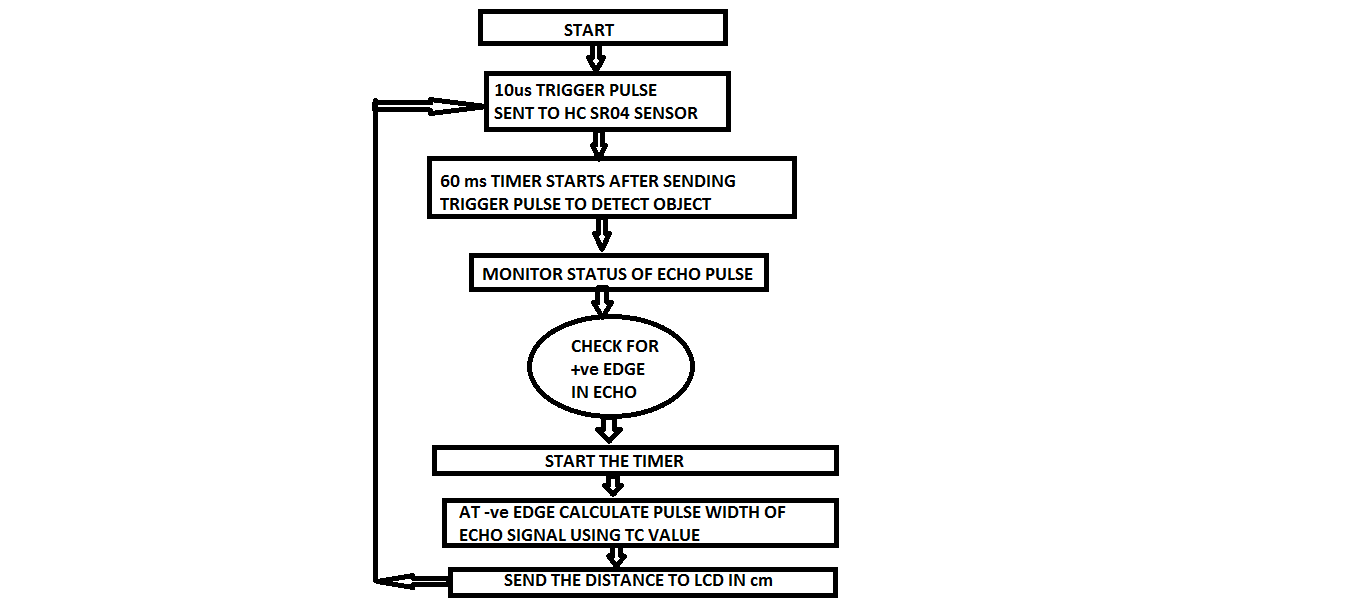 START
10us TRIGGER PULSE
SENT TO HC SR04 SENSOR
60 ms TIMER STARTS AFTER SENDING
TRIGGER PULSE TO DETECT OBJECT
MONITOR STATUS OF ECHO PULSE
CHECK FOR
+ve EDGE
IN ECHO
START THE TIMER
AT -ve EDGE CALCULATE PULSE WIDTH OF
ECHO SIGNAL USING TC VALUE
SEND THE DISTANCE TO LCD IN cm